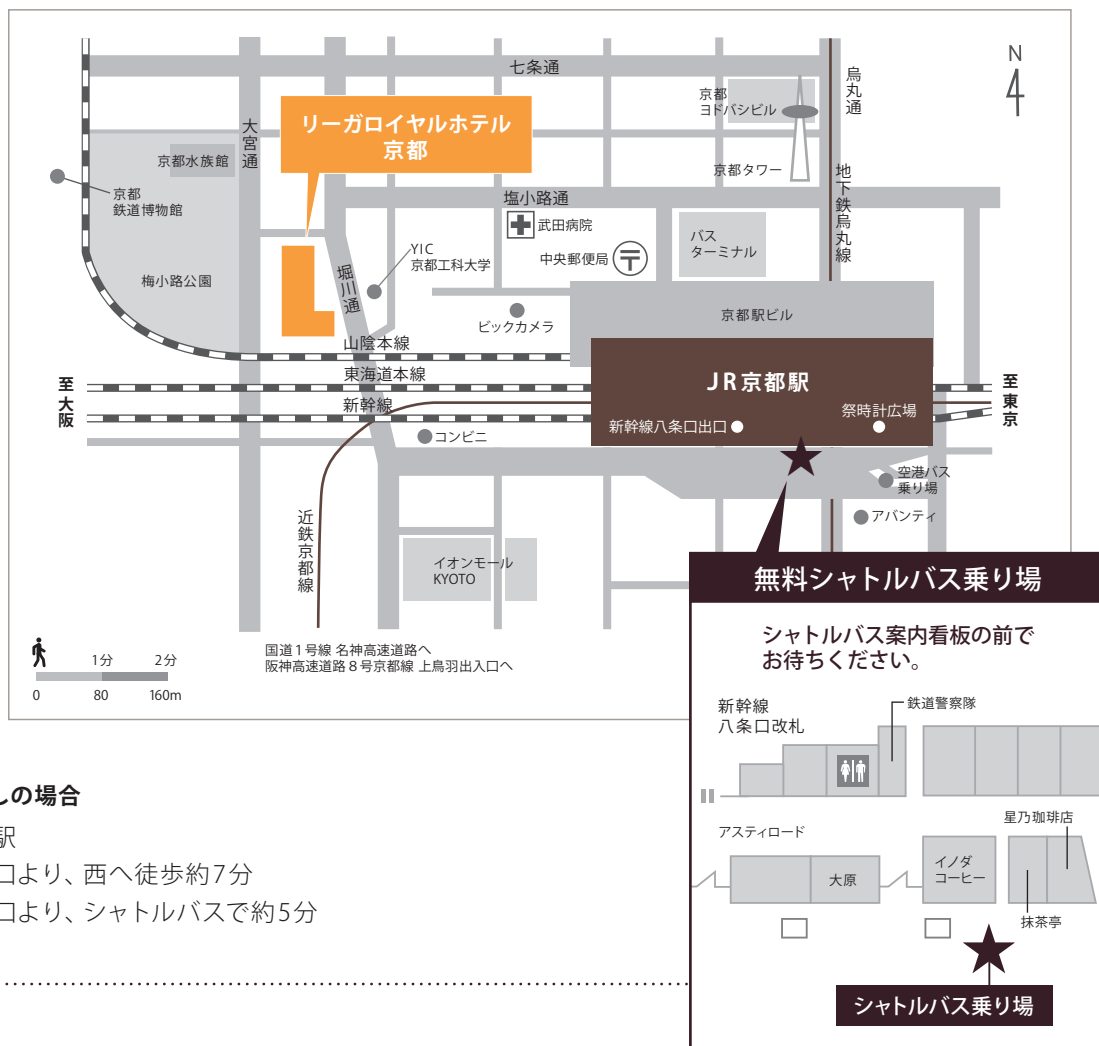 七条通
烏丸通
N
京都
ヨドバシビル
大宮通
リーガロイヤルホテル
京都
京都水族館
京都タワー
地下鉄烏丸線
京都
鉄道博物館
塩小路通
武田病院
バス
ターミナル
YIC
京都工科大学
中央郵便局
堀川通
梅小路公園
京都駅ビル
ビックカメラ
山陰本線
東海道本線
JR京都駅
至大阪
至東京
新幹線
祭時計広場
新幹線八条口出口
コンビニ
空港バス
乗り場
アバンティ
近鉄京都線
イオンモール
KYOTO
無料シャトルバス乗り場
シャトルバス案内看板の前で
お待ちください。
国道1号線 名神高速道路へ
阪神高速道路8号京都線 上鳥羽出入口へ
1分 2分
0 80 160m
新幹線
八条口改札
鉄道警察隊
アスティロード
星乃珈琲店
大原
イノダ
コーヒー
抹茶亭
シャトルバス乗り場
しの場合
駅
口より、西へ徒歩約7分
口より、シャトルバスで約5分